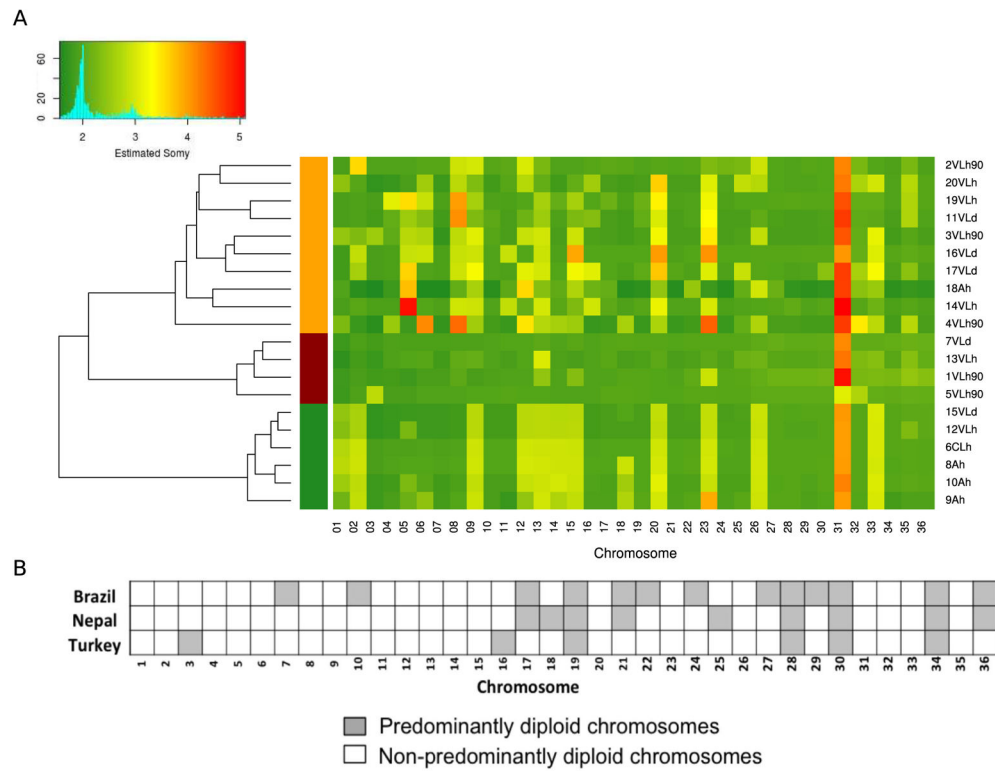 A
60
20
0
2 3 4 5
Estimated Somy
2VLh90
20VLh
19VLh
11VLd
3VLh90
16VLd
17VLd
18Ah
14VLh
4VLh90
7VLd
13VLh
1VLh90
5VLh90
15VLd
12VLh
6CLh
8Ah
10Ah
9Ah
01 02 03 04 05 06 07 08 09 10 11 12 13 14 15 16 17 18 19 20 21 22 23 24 25 26 27 28 29 30 31 32 33 34 35 36
Chromosome
B
Brazil
Nepal
Turkey
1 2 3 4 5 6 7 8 9 10 11 12 13 14 15 16 17 18 19 20 21 22 23 24 25 26 27 28 29 30 31 32 33 34 35 36
Chromosome
Predominantly diploid chromosomes
Non-predominantly diploid chromosomes